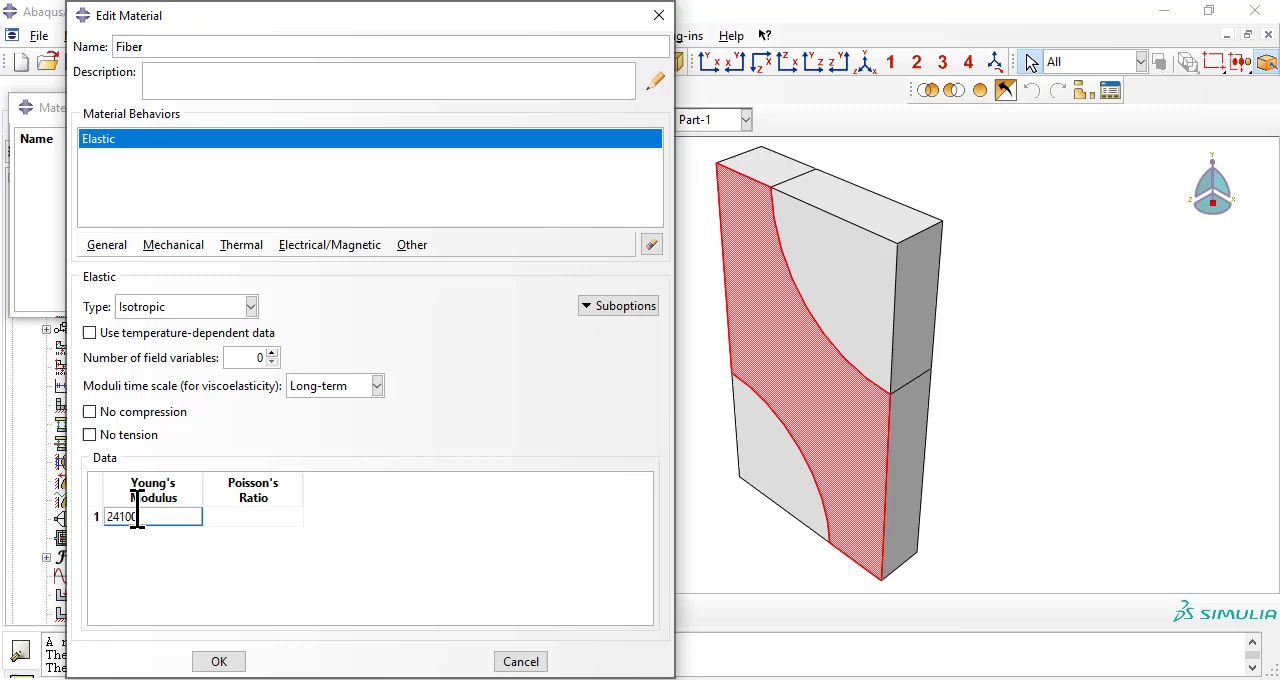 Abaqus/
Edit Material
File
g-ins
Help
Name:
Fiber
All
1 2 3 4
Description:
Mate
Part-1
Material Behaviors
Name
Elastic
Y
Z
X
General
Mechanical
Thermal
Electrical/Magnetic
Other
Elastic
Type:
Isotropic
Suboptions
Use temperature-dependent data
Number of field variables:
0
Moduli time scale (for viscoelasticity):
Long-term
No compression
No tension
Data
Young's
Modulus
Poisson's
Ratio
1
24100
SIMULIA
A n
The
The
OK
Cancel